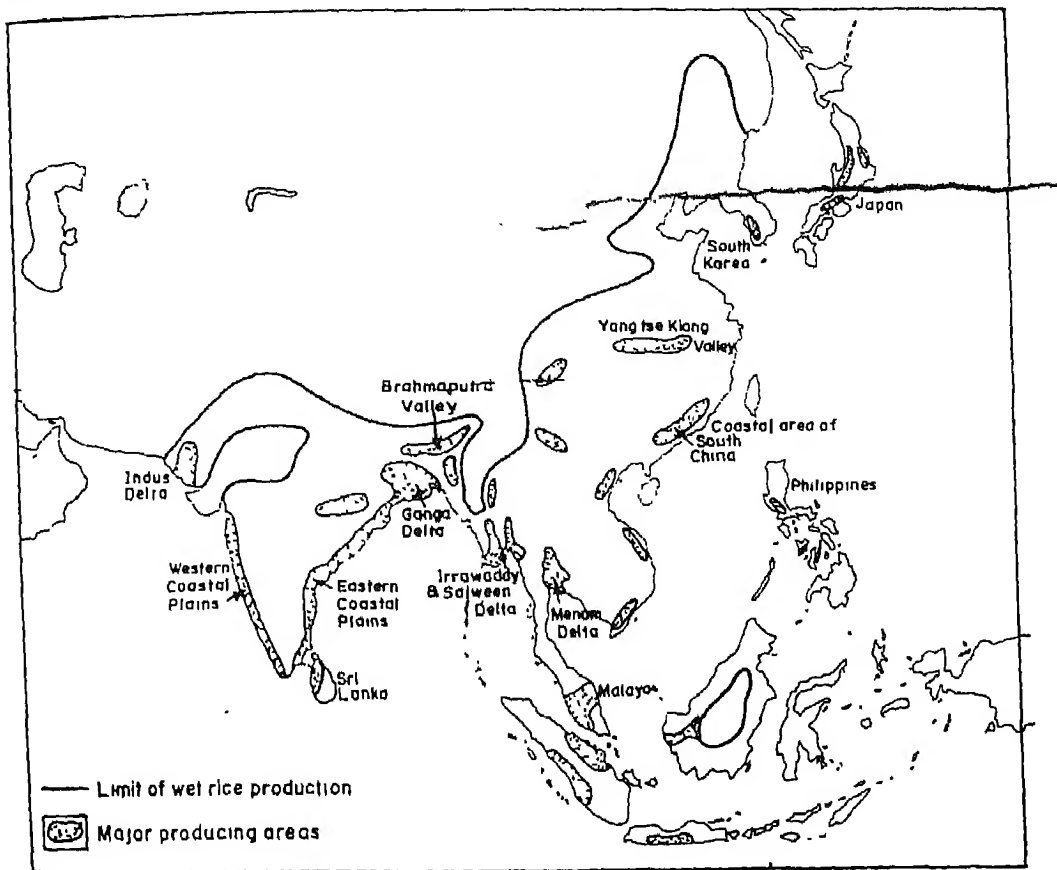 Japan
South
Korea
Yangtse Kiang
Valley
Brahmaputra
Valley
Coastal area of
South
China
Indus
Delta
Ganga
Delta
Philippines
Western
Coastal
Plains
Eastern
Coastal
Plains
Irrawaddy
& Salween
Delta
Menam
Delta
Sri
Lanka
Malaya
Limit of wet rice production
Major producing areas